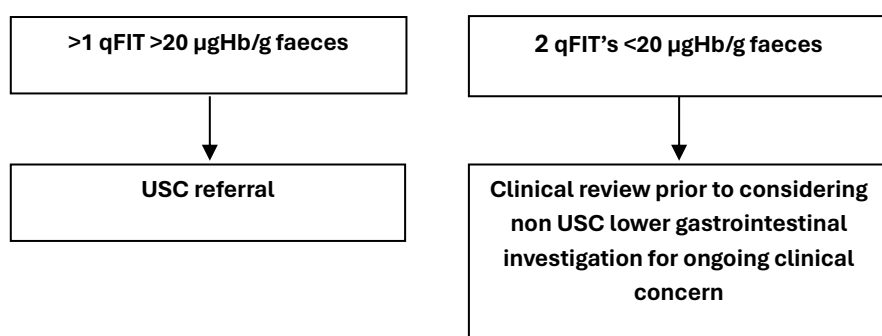 >1 qFIT >20 µgHb/g faeces
2 qFIT’s <20 µgHb/g faeces
USC referral
Clinical review prior to considering
non USC lower gastrointestinal
investigation for ongoing clinical
concern